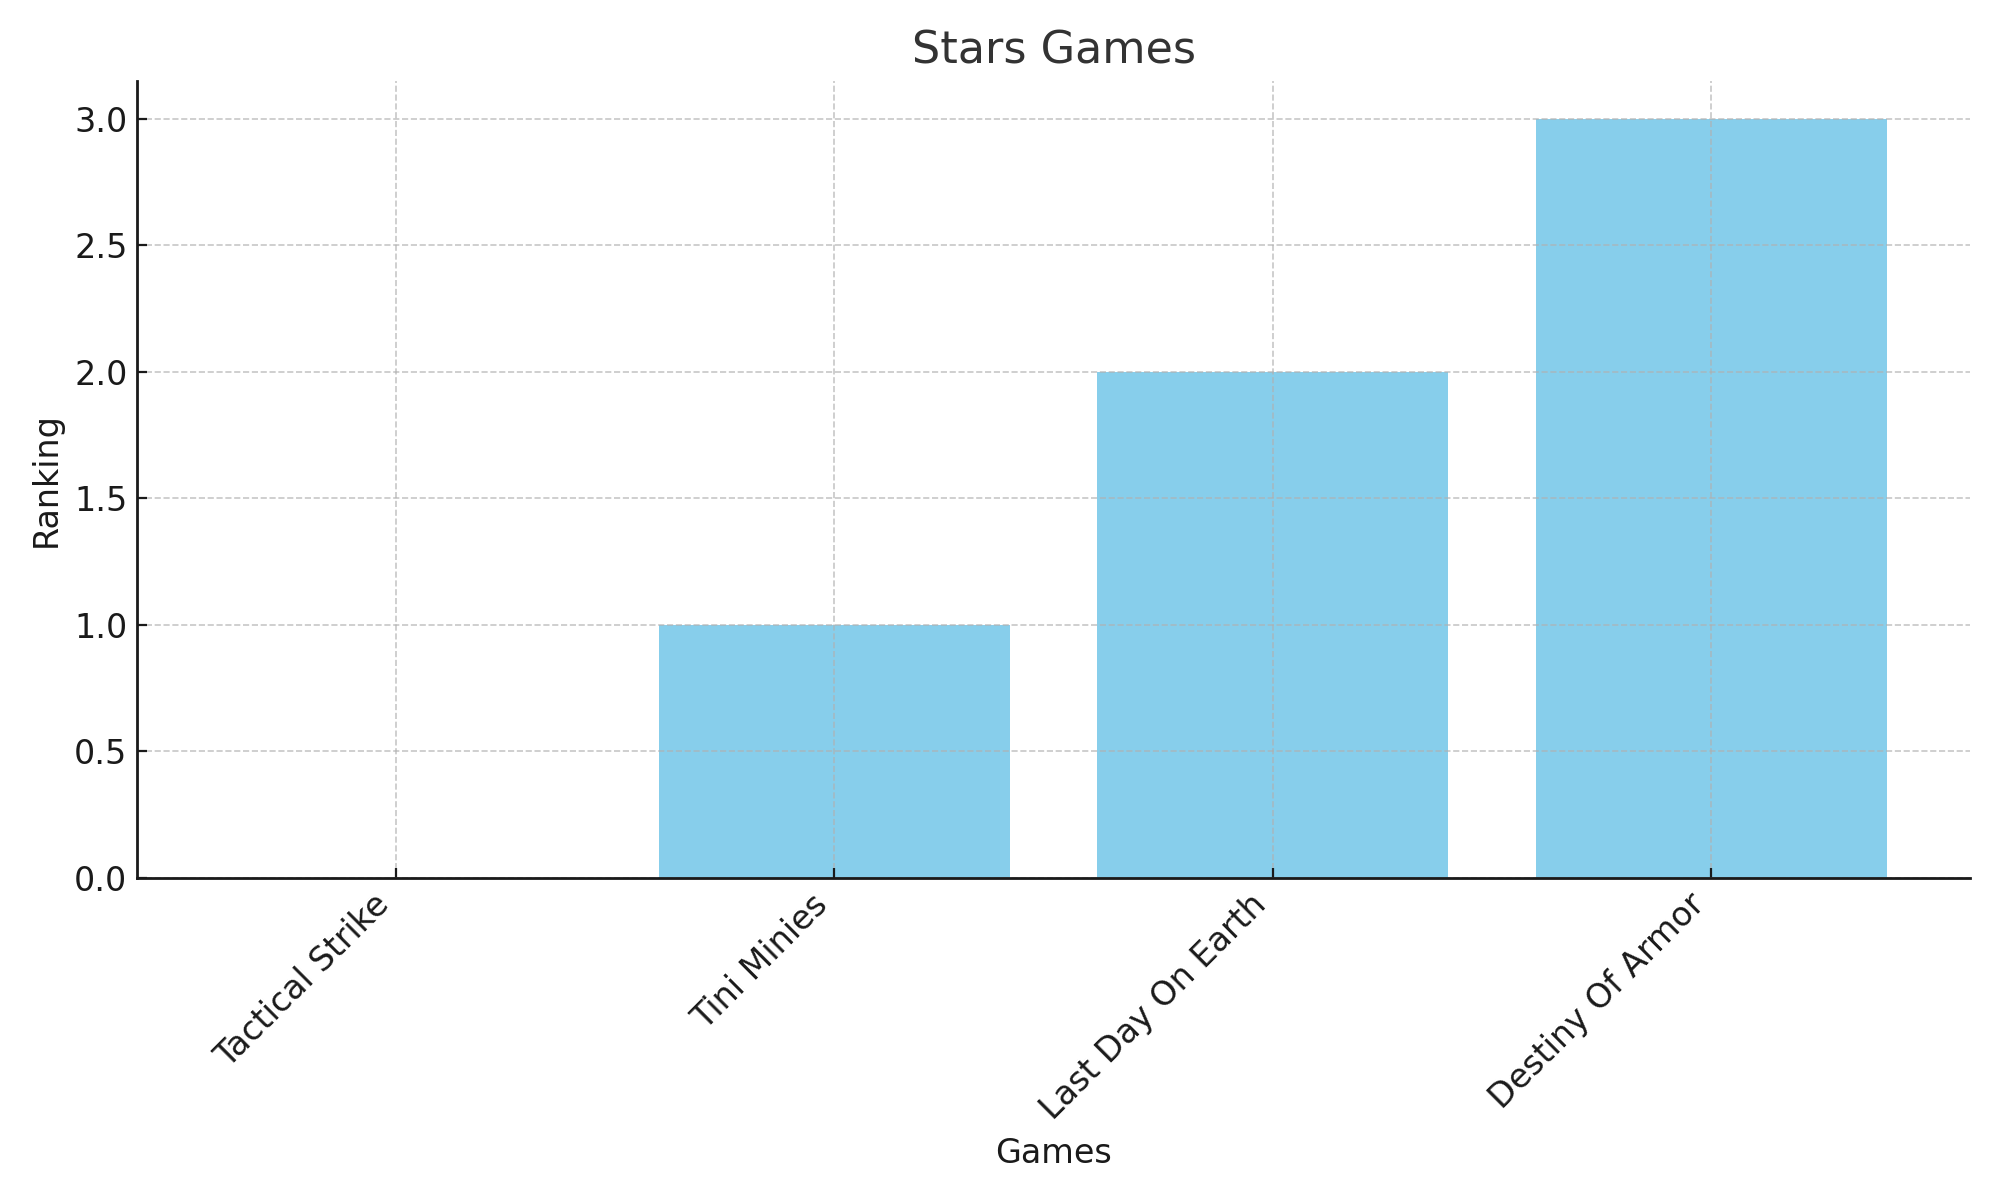 Stars Games
3.0
2.5
2.0
1.5
1.0
0.5
0.0
Ranking
Tactical Strike
Tini Minies
Last Day On Earth
Destiny Of Armor
Games